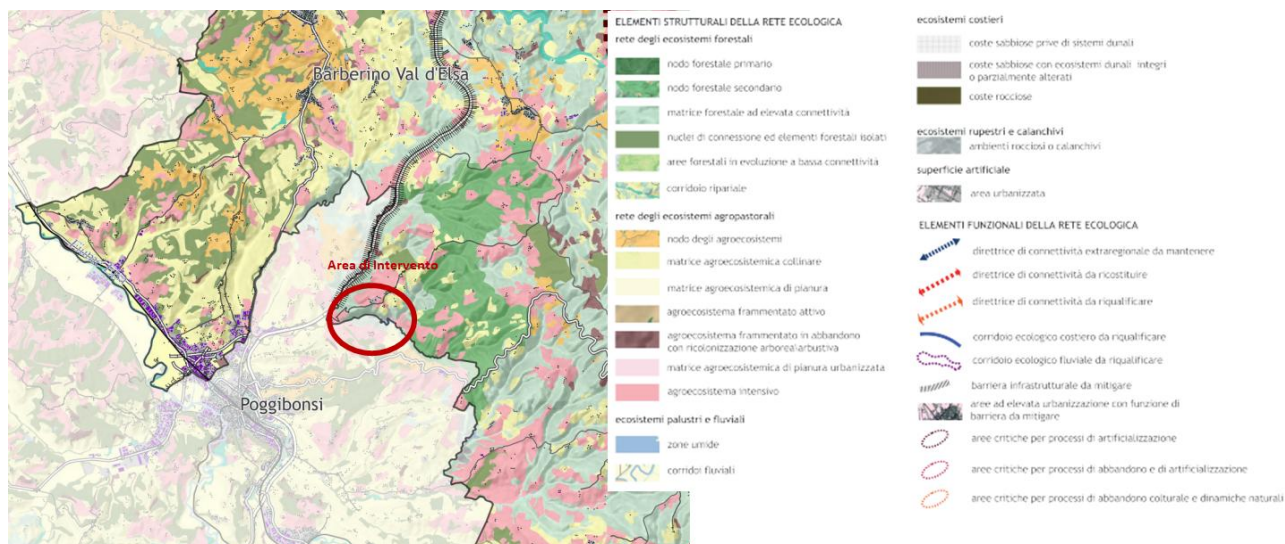 Barberino Val d'Elsa
Area di Intervento
Poggibonsi
ELEMENTI STRUTTURALI DELLA RETE ECOLOGICA
rete degli ecosistemi forestali
nodo forestale primario
nodo forestale secondario
matrice forestale ad elevata connettività
nuclei di connessione ed elementi forestali isolati
aree forestali in evoluzione a bassa connettività
corridoio ripariale
rete degli ecosistemi agropastorali
nodo degli agroecosistemi
matrice agroecosistemica collinare
matrice agroecosistemica di pianura
agroecosistema frammentato attivo
agroecosistema frammentato in abbandono
con ricolonizzazione arborea\arbustiva
matrice agroecosistemica di pianura urbanizzata
agroecosistema intensivo
ecosistemi palustri e fluviali
zone umide
corridoi fluviali
ecosistemi costieri
coste sabbiose prive di sistemi dunali
coste sabbiose con ecosistemi dunali integri
o parzialmente alterati
coste rocciose
ecosistemi rupestri e calanchivi
ambienti rocciosi o calanchivi
superficie artificiale
area urbanizzata
ELEMENTI FUNZIONALI DELLA RETE ECOLOGICA
direttrice di connettività extraregionale da mantenere
direttrice di connettività da ricostituire
direttrice di connettività da riqualificare
corridoio ecologico costiero da riqualificare
corridoio ecologico fluviale da riqualificare
barriera infrastrutturale da mitigare
aree ad elevata urbanizzazione con funzione di
barriera da mitigare
aree critiche per processi di artificializzazione
aree critiche per processi di abbandono e di artificializzazione
aree critiche per processi di abbandono colturale e dinamiche naturali